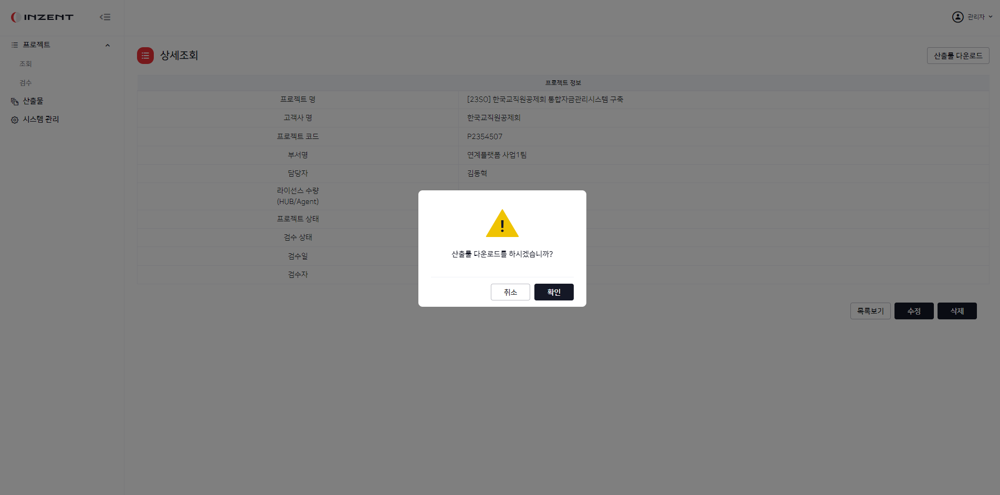 INZENT
관리자
프로젝트
조회
검수
산출물
시스템 관리
상세조회
산출물 다운로드
프로젝트 정보
프로젝트 명
[23SO] 한국교직원공제회 통합자금관리시스템 구축
고객사 명
한국교직원공제회
프로젝트 코드
P2354507
부서명
연계플랫폼 사업1팀
담당자
김동혁
라이선스 수량
(HUB/Agent)
프로젝트 상태
검수 상태
검수일
검수자
산출물 다운로드를 하시겠습니까?
취소
확인
목록보기
수정
삭제